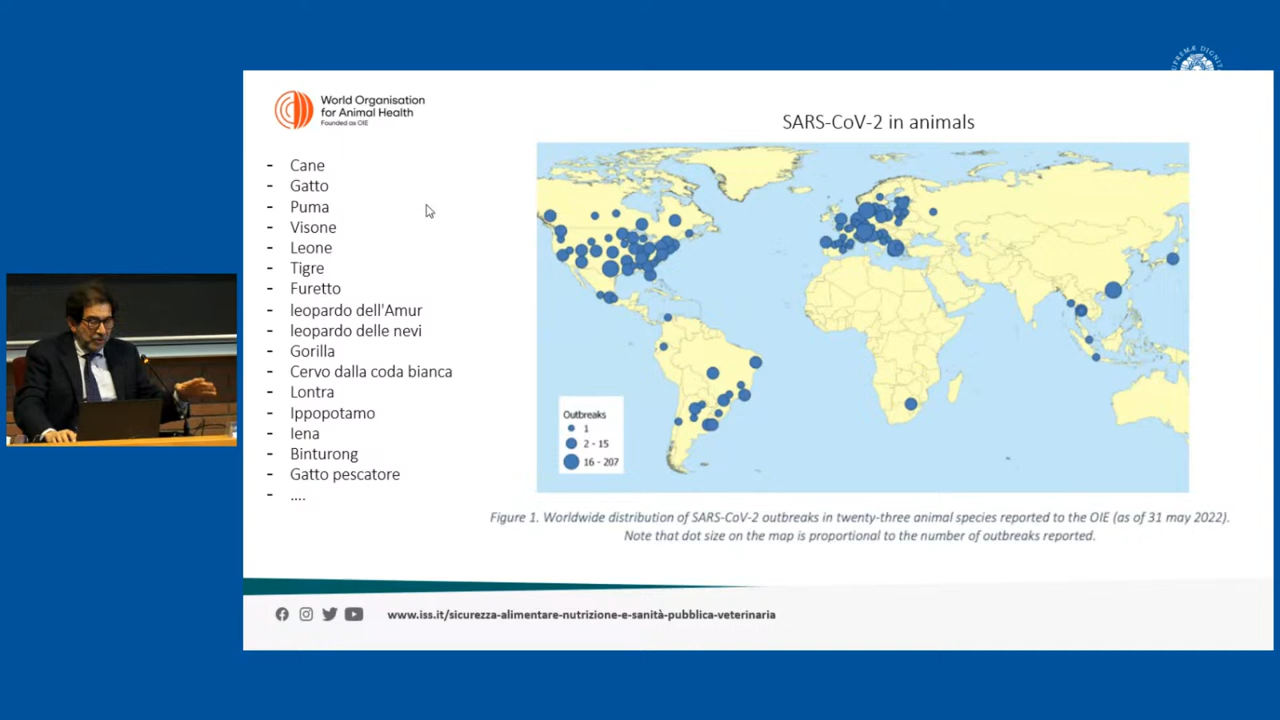 SUPREMÆ DIGNIT
World Organisation
for Animal Health
Founded as OIE
SARS-CoV-2 in animals
- Cane
- Gatto
- Puma
- Visone
- Leone
- Tigre
- Furetto
- leopardo dell'Amur
- leopardo delle nevi
- Gorilla
- Cervo dalla coda bianca
- Lontra
- Ippopotamo
- Iena
- Binturong
- Gatto pescatore
- ....
Outbreaks
1
2 - 15
16 - 207
Figure 1. Worldwide distribution of SARS-CoV-2 outbreaks in twenty-three animal species reported to the OIE (as of 31 may 2022).
Note that dot size on the map is proportional to the number of outbreaks reported.
www.iss.it/sicurezza-alimentare-nutrizione-e-sanità-pubblica-veterinaria